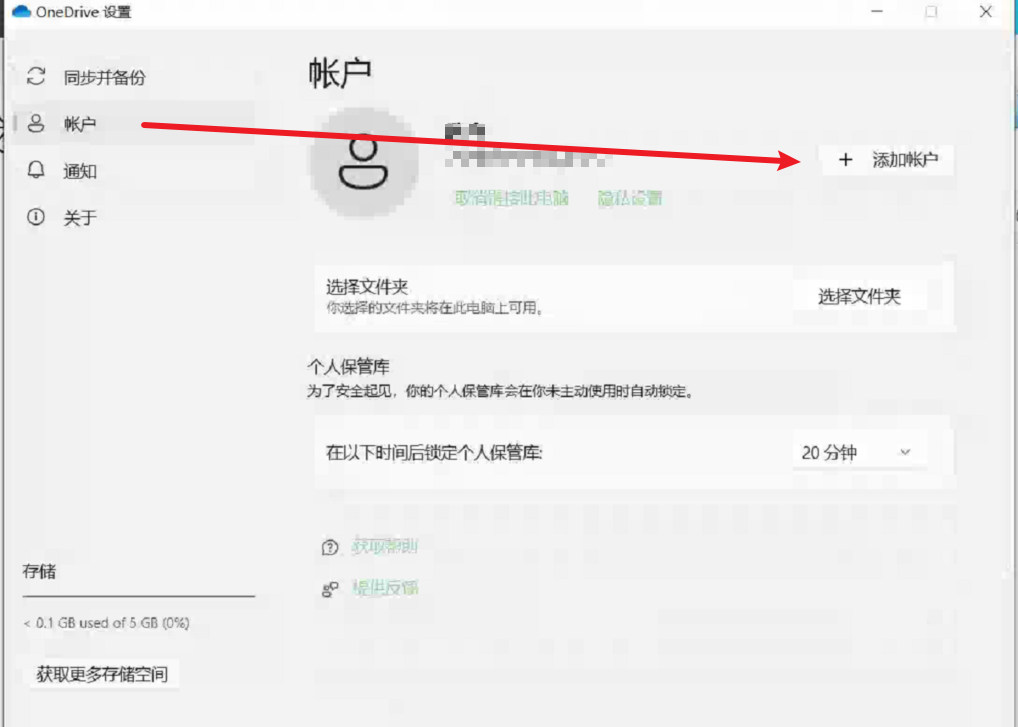 OneDrive 设置
同步并备份
帐户
通知
关于
帐户
添加帐户
取消链接此电脑 隐私设置
选择文件夹
你选择的文件夹将在此电脑上可用。
选择文件夹
个人保管库
为了安全起见，你的个人保管库会在你未主动使用时自动锁定。
在以下时间后锁定个人保管库:
20 分钟
获取帮助
提供反馈
存储
< 0.1 GB used of 5 GB (0%)
获取更多存储空间